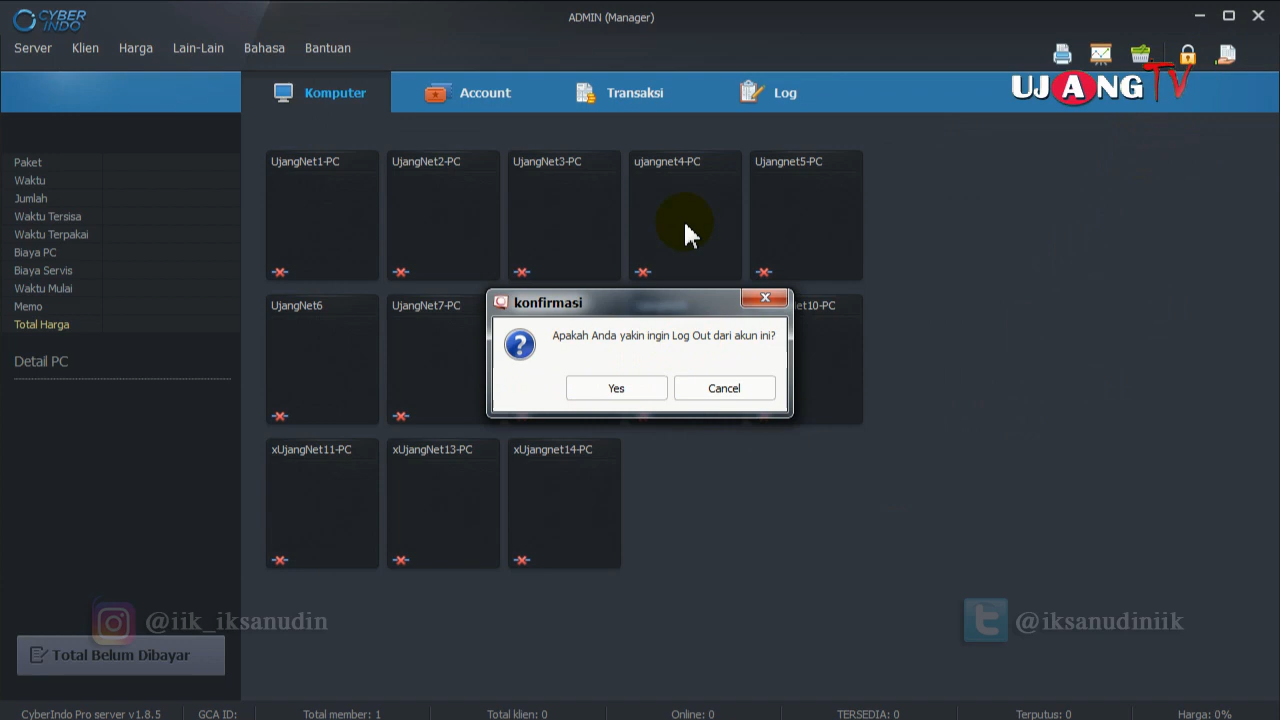 CYBER
INDO
ADMIN (Manager)
Server Klien Harga Lain-Lain Bahasa Bantuan
UJANG TV
Komputer Account Transaksi Log
Paket
Waktu
Jumlah
Waktu Tersisa
Waktu Terpakai
Biaya PC
Biaya Servis
Waktu Mulai
Memo
Total Harga
Detail PC
UjangNet1-PC UjangNet2-PC UjangNet3-PC ujangnet4-PC Ujangnet5-PC
UjangNet6 UjangNet7-PC et10-PC
konfirmasi
Apakah Anda yakin ingin Log Out dari akun ini?
Yes Cancel
xUjangNet11-PC xUjangNet13-PC xUjangnet14-PC
@iik_iksanudin @iksanudiniik
Total Belum Dibayar
CyberIndo Pro server v1.8.5 GCA ID: Total member: 1 Total klien: 0 Online: 0 TERSEDIA: 0 Terputus: 0 Harga: 0%